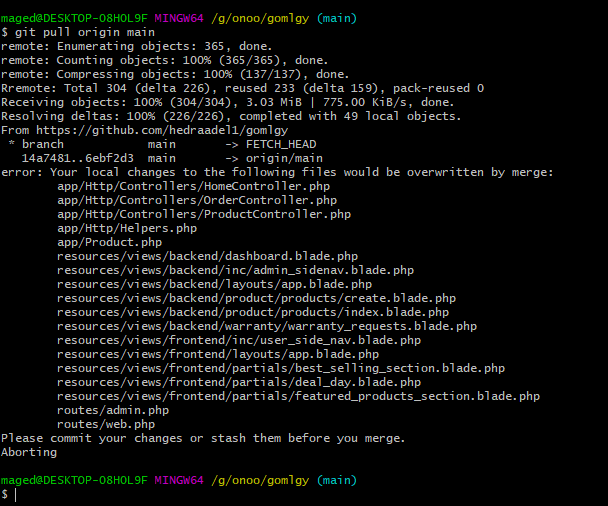 maged@DESKTOP-O8H0L9F MINGW64 /g/onoo/gomlgy (main)
$ git pull origin main
remote: Enumerating objects: 365, done.
remote: Counting objects: 100% (365/365), done.
remote: Compressing objects: 100% (137/137), done.
Rremote: Total 304 (delta 226), reused 233 (delta 159), pack-reused 0
Receiving objects: 100% (304/304), 3.03 MiB | 775.00 KiB/s, done.
Resolving deltas: 100% (226/226), completed with 49 local objects.
From https://github.com/hedraadel1/gomlgy
 * branch            main       -> FETCH_HEAD
   14a7481..6ebf2d3  main       -> origin/main
error: Your local changes to the following files would be overwritten by merge:
        app/Http/Controllers/HomeController.php
        app/Http/Controllers/OrderController.php
        app/Http/Controllers/ProductController.php
        app/Http/Helpers.php
        app/Product.php
        resources/views/backend/dashboard.blade.php
        resources/views/backend/inc/admin_sidenav.blade.php
        resources/views/backend/layouts/app.blade.php
        resources/views/backend/product/products/create.blade.php
        resources/views/backend/product/products/index.blade.php
        resources/views/backend/warranty/warranty_requests.blade.php
        resources/views/frontend/inc/user_side_nav.blade.php
        resources/views/frontend/layouts/app.blade.php
        resources/views/frontend/partials/best_selling_section.blade.php
        resources/views/frontend/partials/deal_day.blade.php
        resources/views/frontend/partials/featured_products_section.blade.php
        routes/admin.php
        routes/web.php
Please commit your changes or stash them before you merge.
Aborting
maged@DESKTOP-O8H0L9F MINGW64 /g/onoo/gomlgy (main)
$